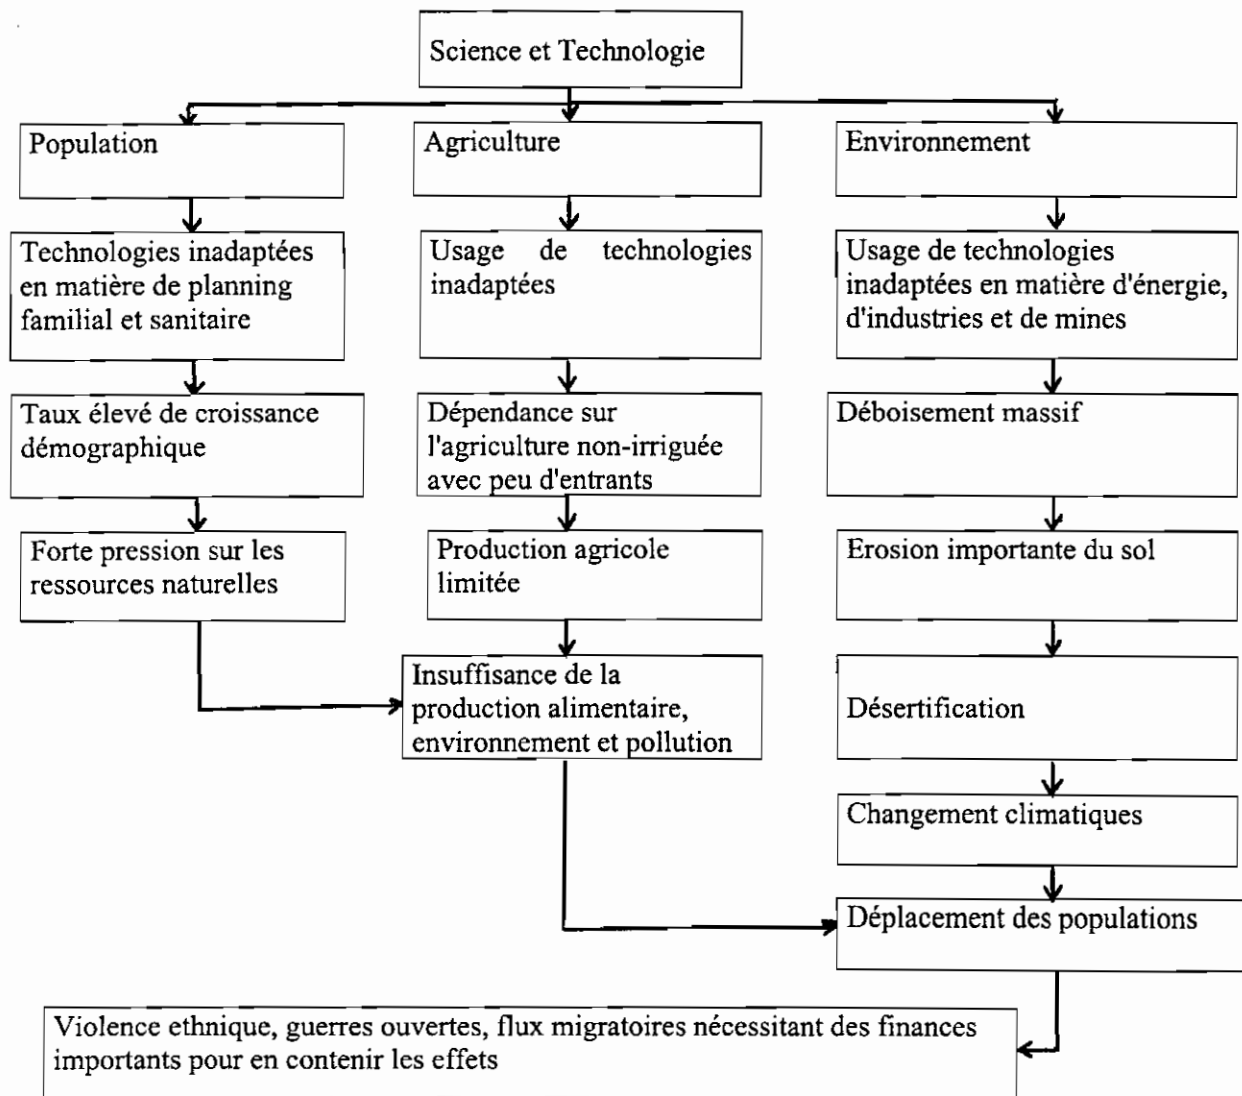 Science et Technologie
Population
Agriculture
Environnement
Technologies inadaptées
en matière de planning
familial et sanitaire
Usage de technologies
inadaptées
Usage de technologies
inadaptées en matière d'énergie,
d'industries et de mines
Taux élevé de croissance
démographique
Dépendance sur
l'agriculture non-irriguée
avec peu d'entrants
Déboisement massif
Forte pression sur les
ressources naturelles
Production agricole
limitée
Erosion importante du sol
Insuffisance de la
production alimentaire,
environnement et pollution
Désertification
Changement climatiques
Déplacement des populations
Violence ethnique, guerres ouvertes, flux migratoires nécessitant des finances
importants pour en contenir les effets